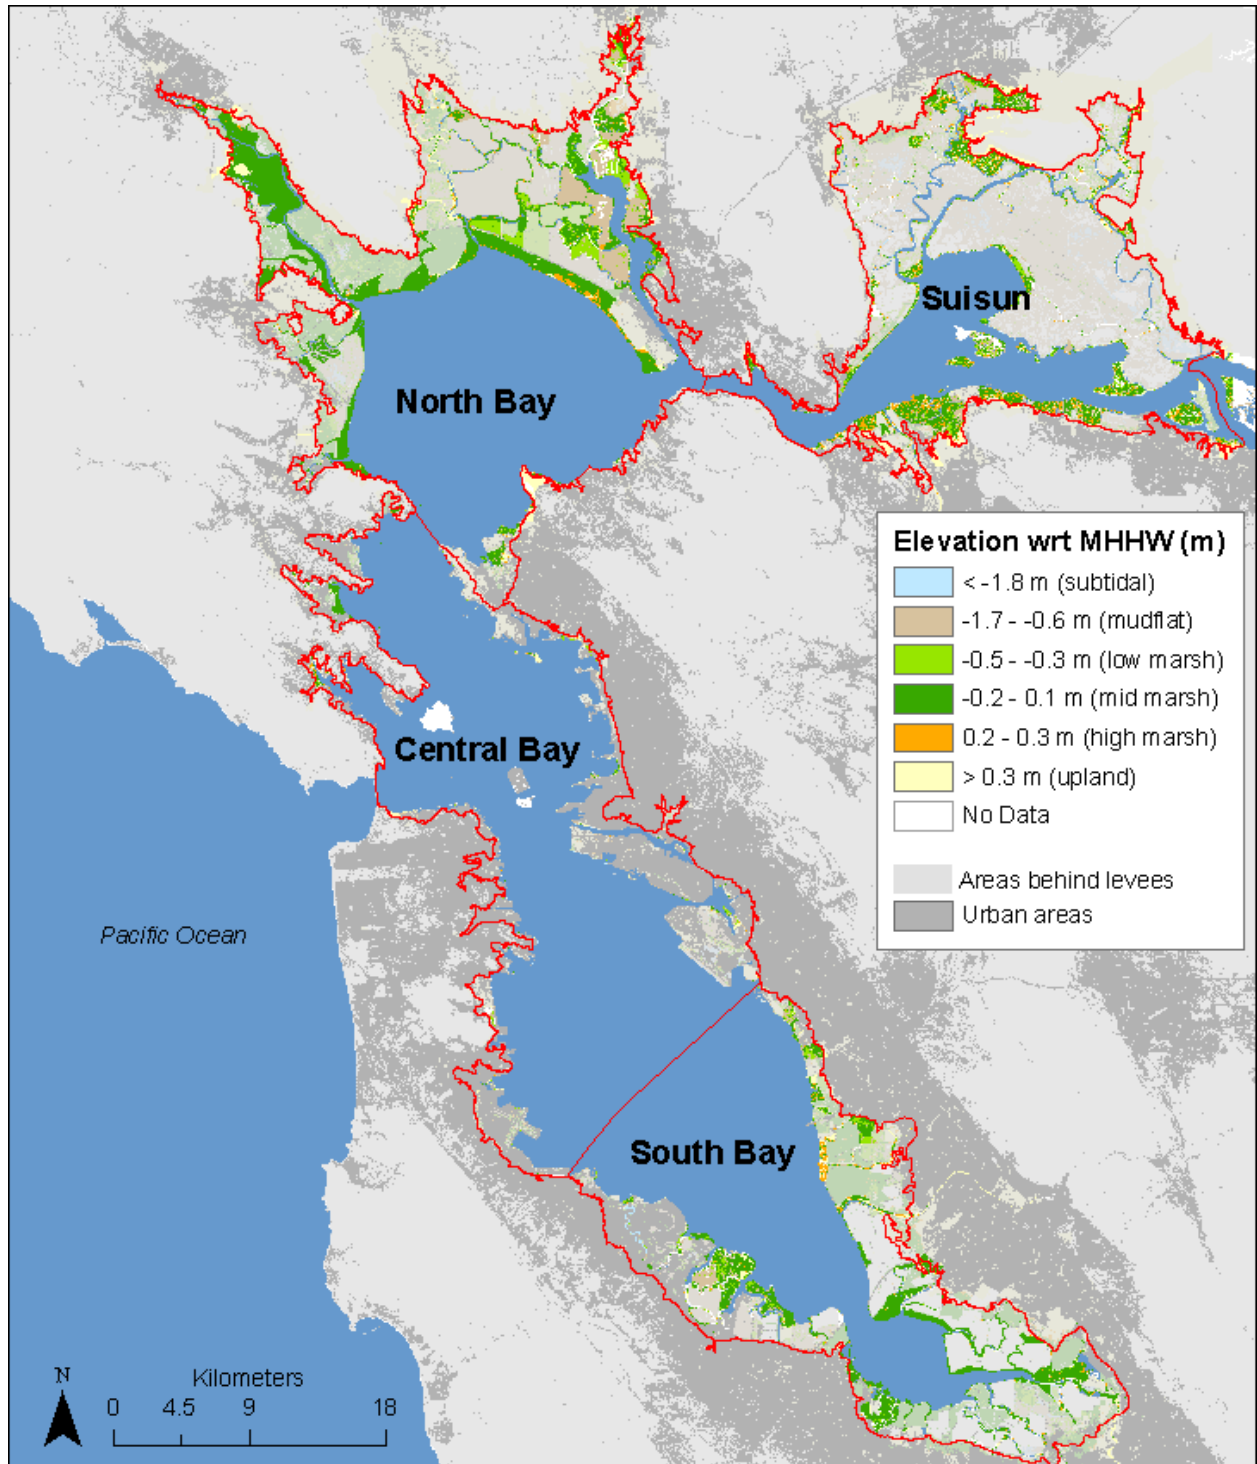 Suisun
North Bay
Elevation wrt MHHW (m)
< -1.8 m (subtidal)
-1.7 - -0.6 m (mudflat)
-0.5 - -0.3 m (low marsh)
-0.2 - 0.1 m (mid marsh)
0.2 - 0.3 m (high marsh)
> 0.3 m (upland)
No Data
Areas behind levees
Urban areas
Central Bay
Pacific Ocean
South Bay
N
Kilometers
0 4.5 9 18